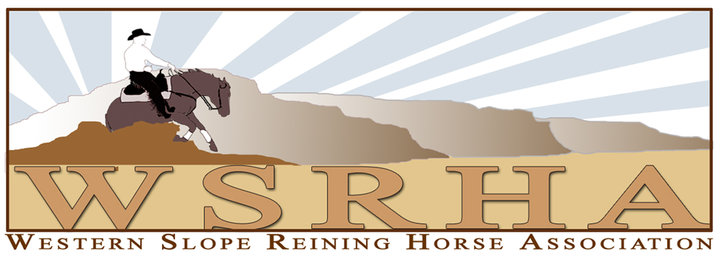 WSRHA
WESTERN SLOPE REINING HORSE ASSOCIATION